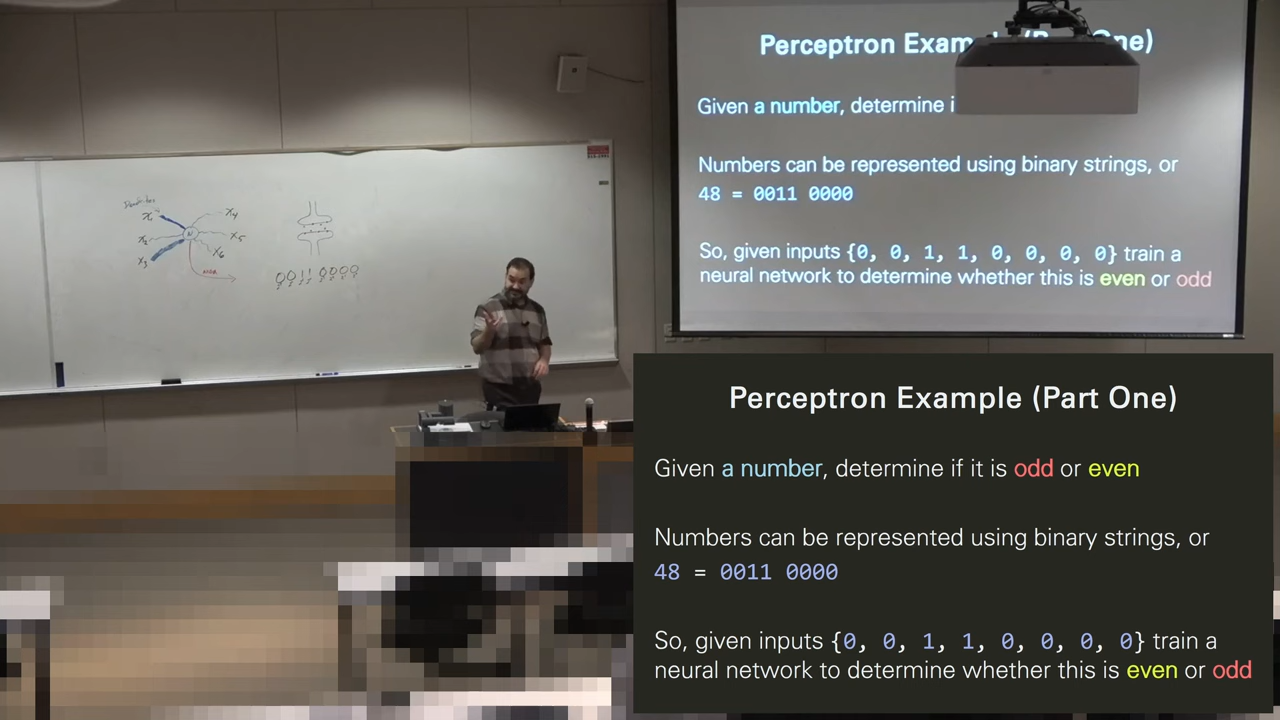 Dendrites
X1
X2
X3
N
X4
X5
X6
0011 0000
Perceptron Example (Part One)
Given a number, determine i
Numbers can be represented using binary strings, or
48 = 0011 0000
So, given inputs {0, 0, 1, 1, 0, 0, 0, 0} train a
neural network to determine whether this is even or odd
Perceptron Example (Part One)
Given a number, determine if it is odd or even
Numbers can be represented using binary strings, or
48 = 0011 0000
So, given inputs {0, 0, 1, 1, 0, 0, 0, 0} train a
neural network to determine whether this is even or odd